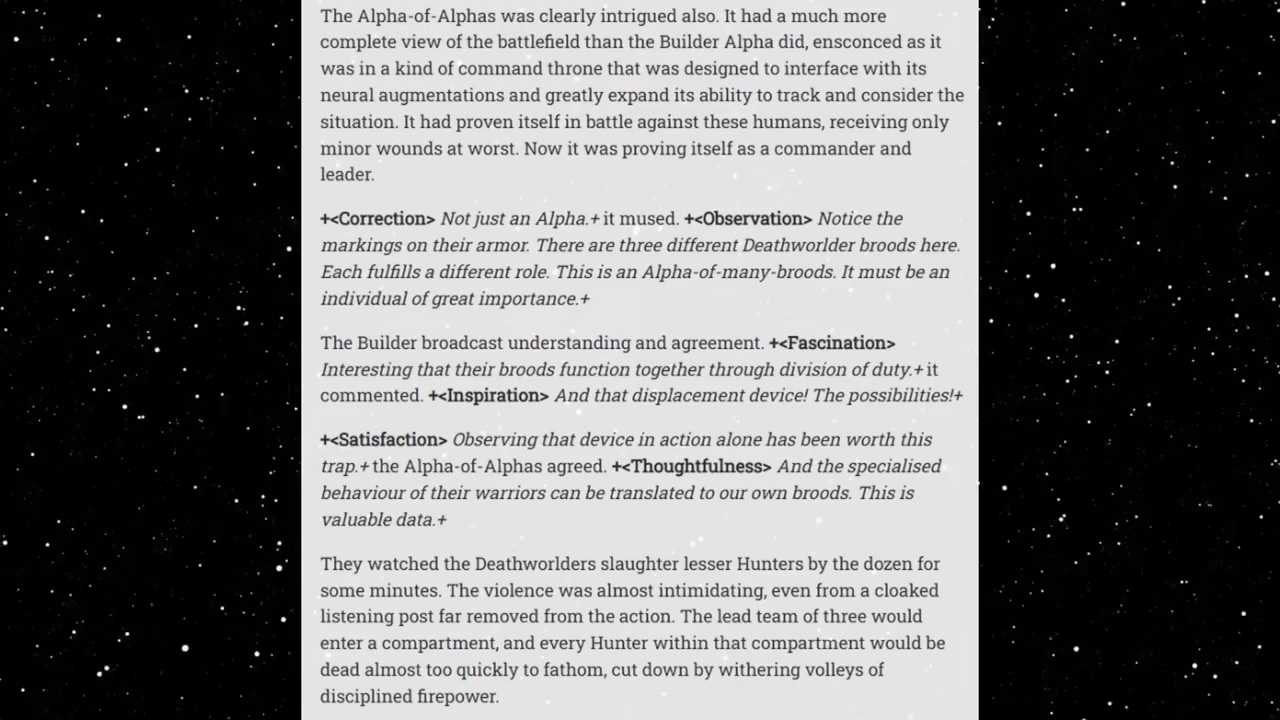 The Alpha-of-Alphas was clearly intrigued also. It had a much more
complete view of the battlefield than the Builder Alpha did, ensconced as it
was in a kind of command throne that was designed to interface with its
neural augmentations and greatly expand its ability to track and consider the
situation. It had proven itself in battle against these humans, receiving only
minor wounds at worst. Now it was proving itself as a commander and
leader.
+<Correction> Not just an Alpha.+ it mused. +<Observation> Notice the
markings on their armor. There are three different Deathworlder broods here.
Each fulfills a different role. This is an Alpha-of-many-broods. It must be an
individual of great importance.+
The Builder broadcast understanding and agreement. +<Fascination>
Interesting that their broods function together through division of duty.+ it
commented. +<Inspiration> And that displacement device! The possibilities!+
+<Satisfaction> Observing that device in action alone has been worth this
trap.+ the Alpha-of-Alphas agreed. +<Thoughtfulness> And the specialised
behaviour of their warriors can be translated to our own broods. This is
valuable data.+
They watched the Deathworlders slaughter lesser Hunters by the dozen for
some minutes. The violence was almost intimidating, even from a cloaked
listening post far removed from the action. The lead team of three would
enter a compartment, and every Hunter within that compartment would be
dead almost too quickly to fathom, cut down by withering volleys of
disciplined firepower.